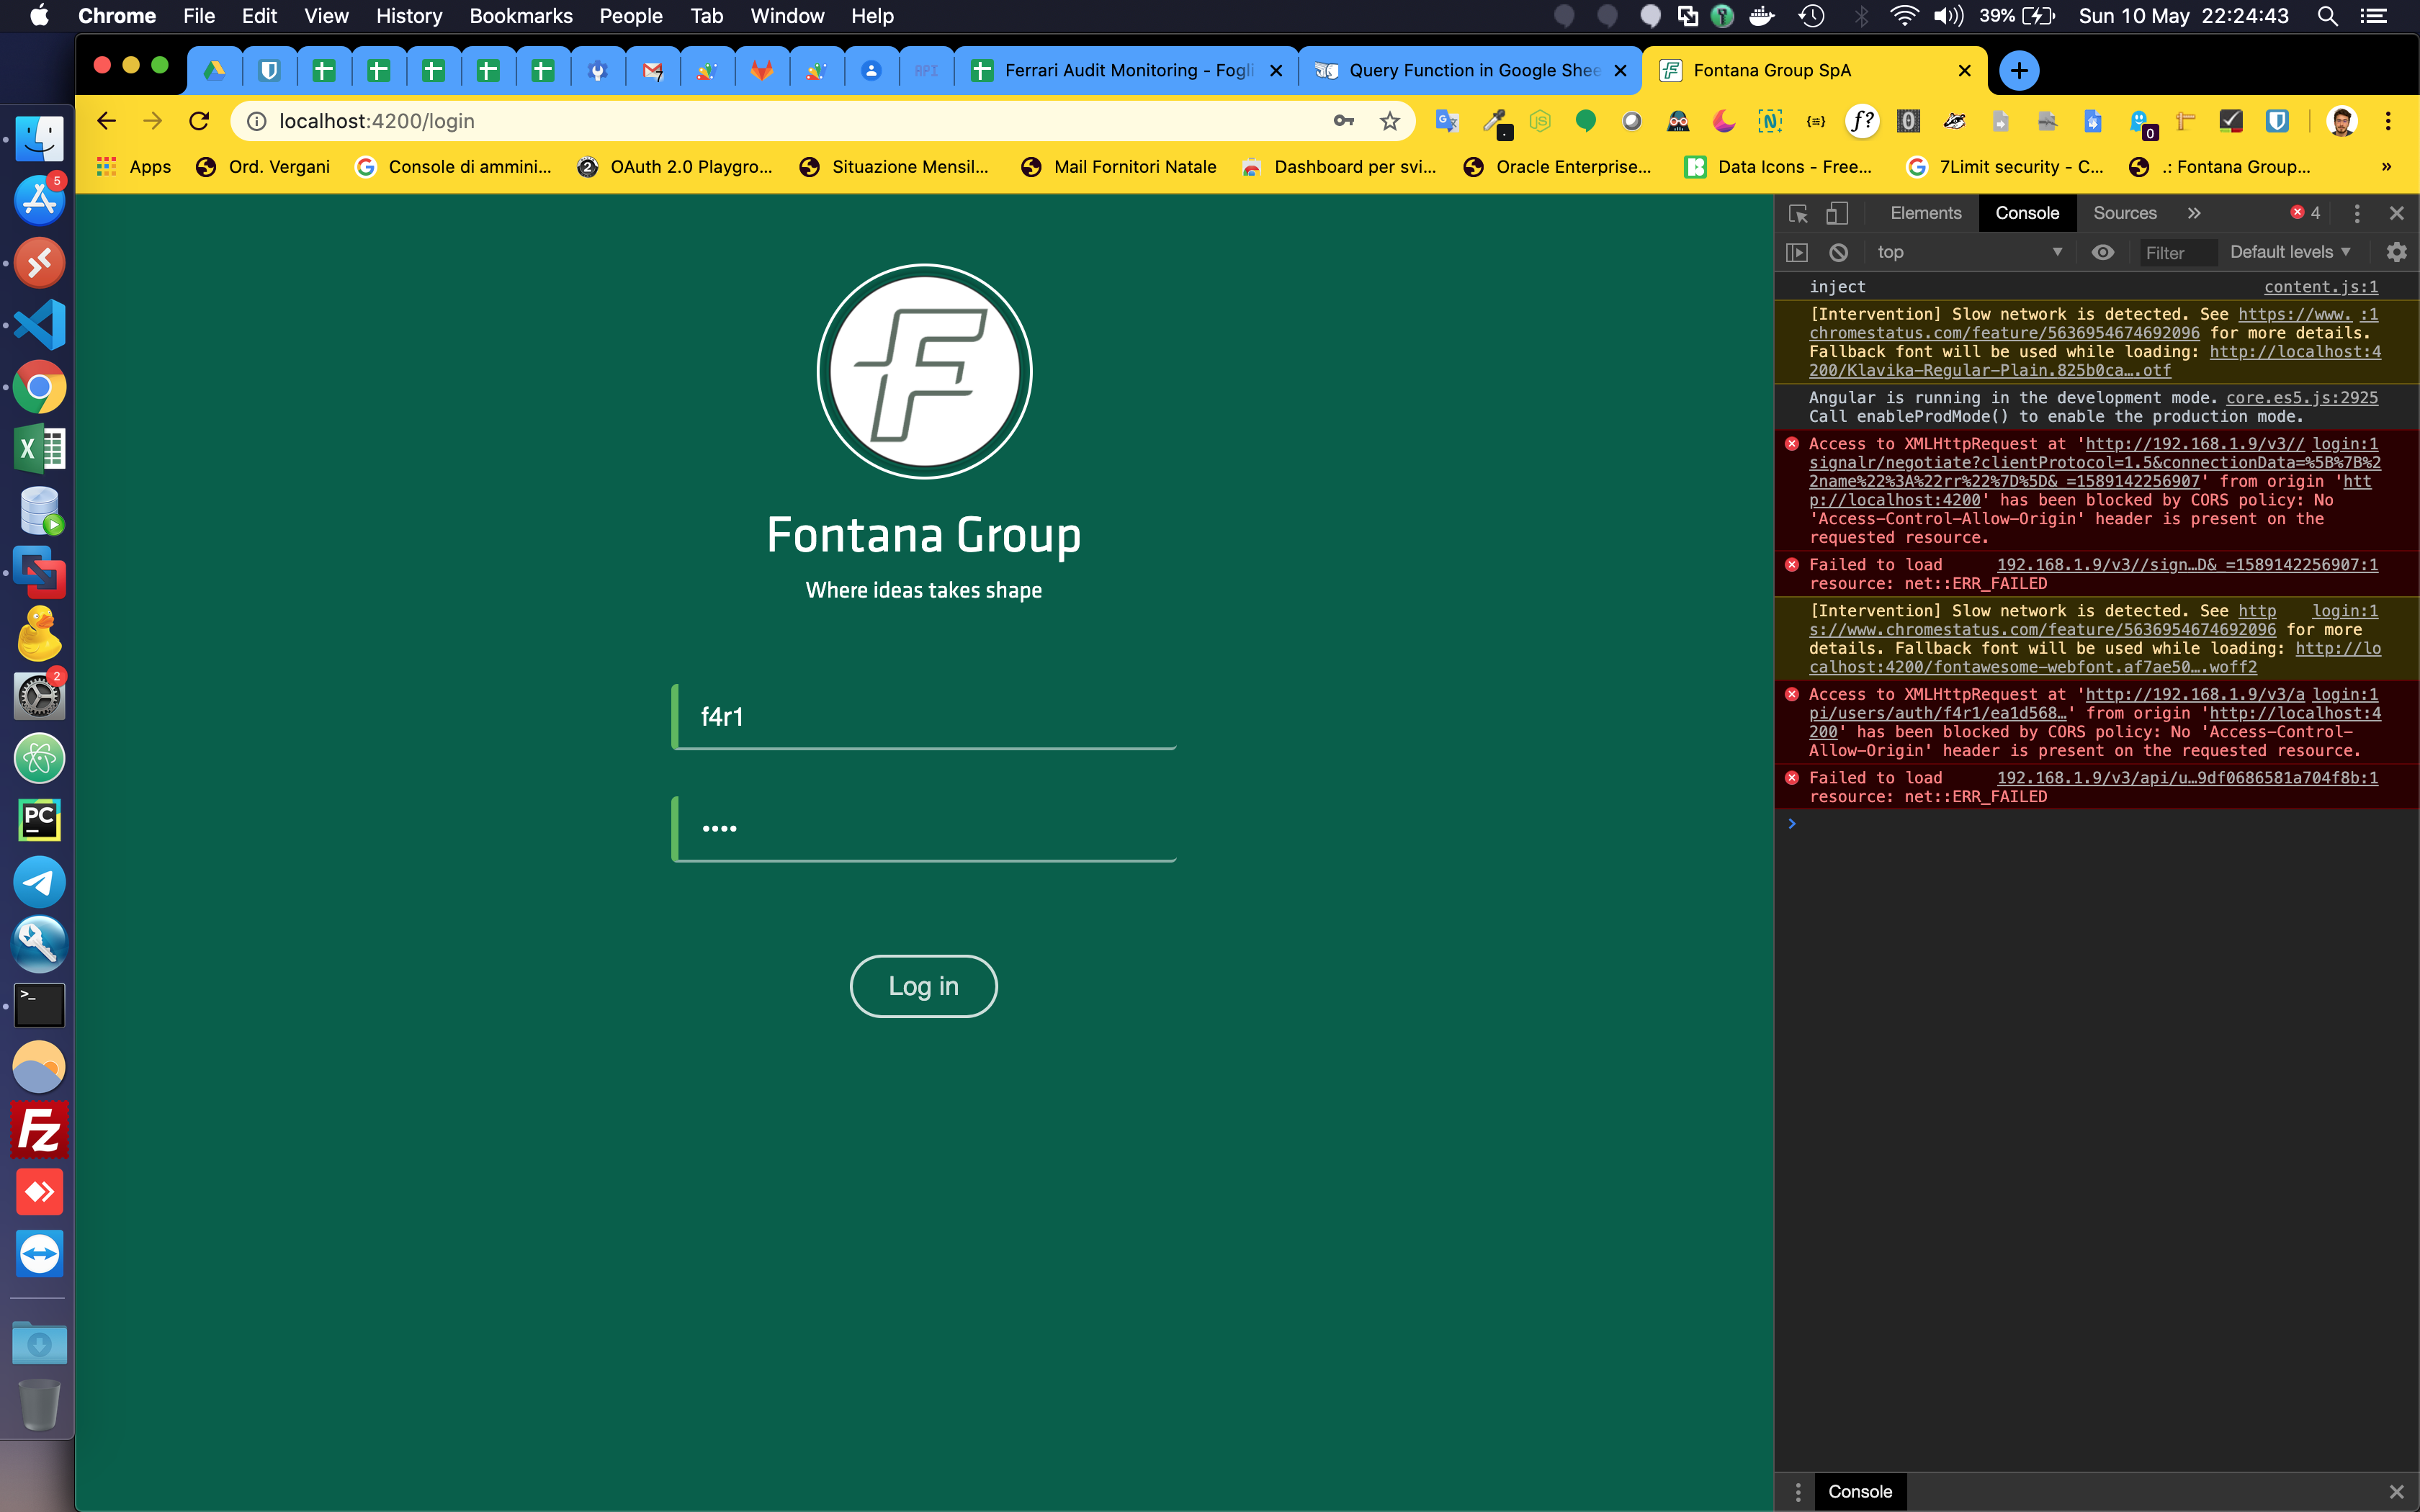 Chrome File Edit View History Bookmarks People Tab Window Help 39% Sun 10 May 22:24:43
API Ferrari Audit Monitoring - Fogli Query Function in Google Shee Fontana Group SpA
localhost:4200/login
Apps Ord. Vergani Console di ammini... OAuth 2.0 Playgro... Situazione Mensil... Mail Fornitori Natale Dashboard per svi... Oracle Enterprise... Data Icons - Free... 7Limit security - C... .: Fontana Group... »
Fontana Group
Where ideas takes shape
f4r1
••••
Log in
Elements Console Sources » 4
top Filter Default levels
inject content.js:1
[Intervention] Slow network is detected. See https://www. :1
chromestatus.com/feature/5636954674692096 for more details.
Fallback font will be used while loading: http://localhost:4
200/Klavika-Regular-Plain.825b0ca….otf
Angular is running in the development mode. core.es5.js:2925
Call enableProdMode() to enable the production mode.
Access to XMLHttpRequest at 'http://192.168.1.9/v3// login:1
signalr/negotiate?clientProtocol=1.5&connectionData=%5B%7B%2
2name%22%3A%22rr%22%7D%5D&_=1589142256907' from origin 'htt
p://localhost:4200' has been blocked by CORS policy: No
'Access-Control-Allow-Origin' header is present on the
requested resource.
Failed to load 192.168.1.9/v3//sign…D&_=1589142256907:1
resource: net::ERR_FAILED
[Intervention] Slow network is detected. See http login:1
s://www.chromestatus.com/feature/5636954674692096 for more
details. Fallback font will be used while loading: http://lo
calhost:4200/fontawesome-webfont.af7ae50….woff2
Access to XMLHttpRequest at 'http://192.168.1.9/v3/a login:1
pi/users/auth/f4r1/ea1d568…' from origin 'http://localhost:4
200' has been blocked by CORS policy: No 'Access-Control-
Allow-Origin' header is present on the requested resource.
Failed to load 192.168.1.9/v3/api/u…9df0686581a704f8b:1
resource: net::ERR_FAILED
Console